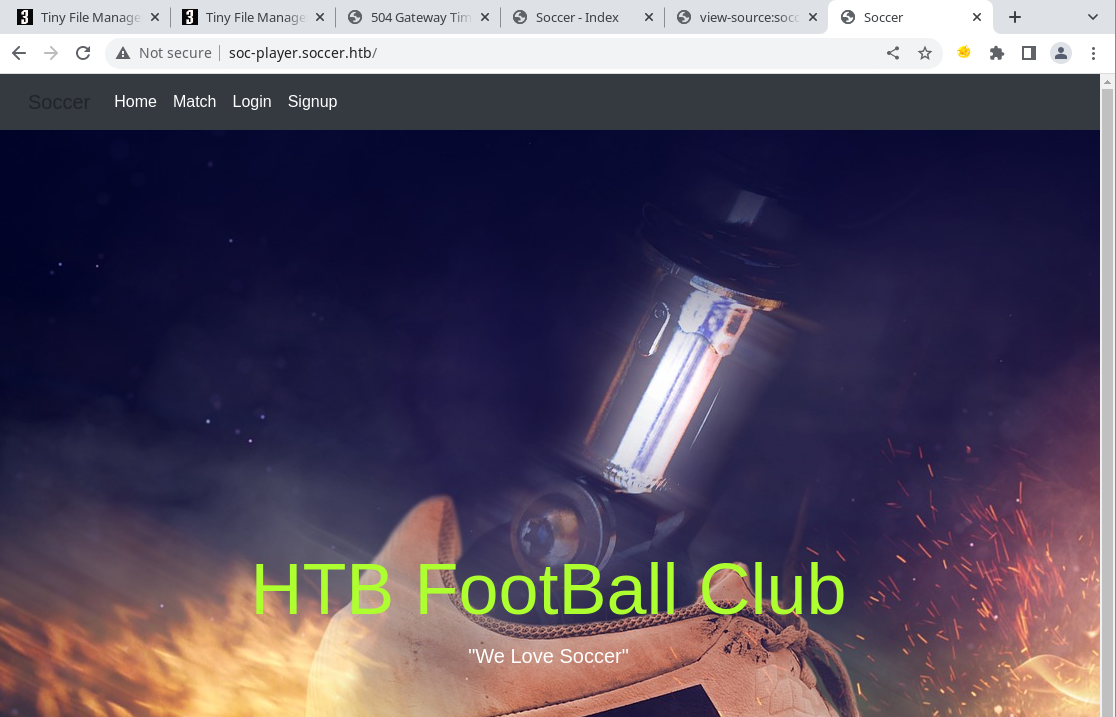 Tiny File Manage
Tiny File Manage
504 Gateway Tim
Soccer - Index
view-source:socc
Soccer
Not secure
soc-player.soccer.htb/
Soccer
Home
Match
Login
Signup
HTB FootBall Club
"We Love Soccer"